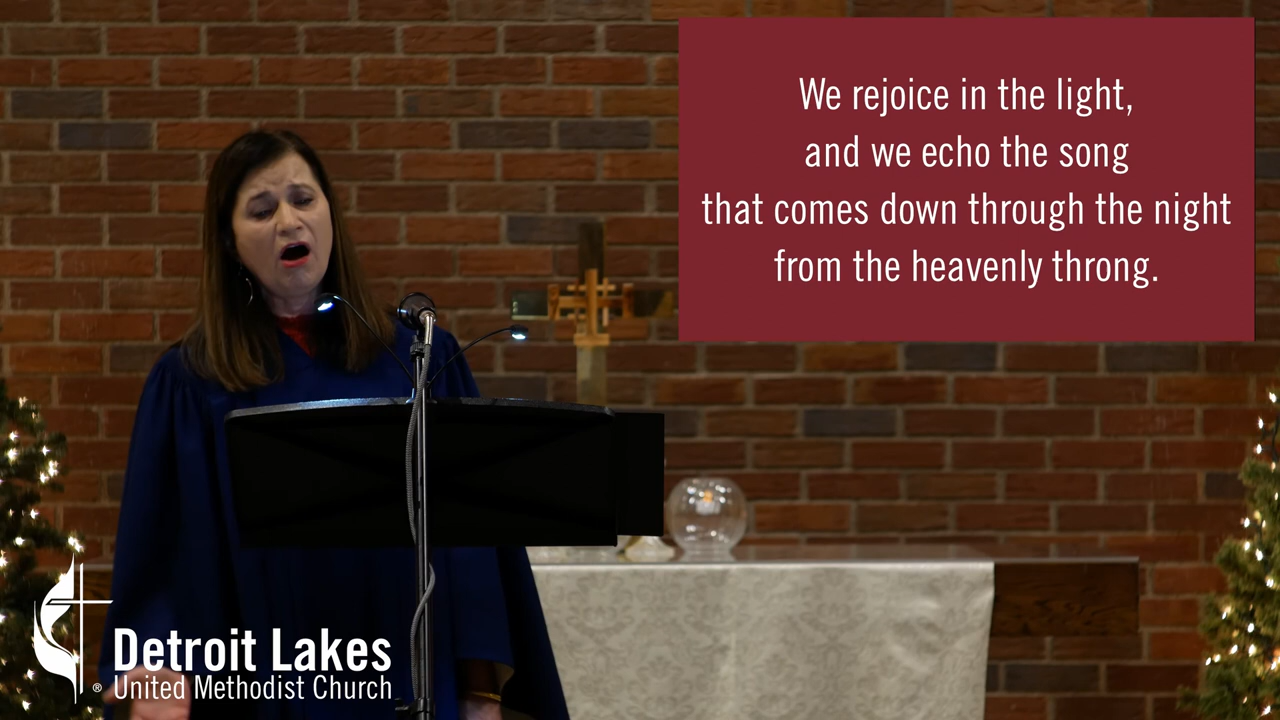 We rejoice in the light,
and we echo the song
that comes down through the night
from the heavenly throng.
Detroit Lakes
® United Methodist Church